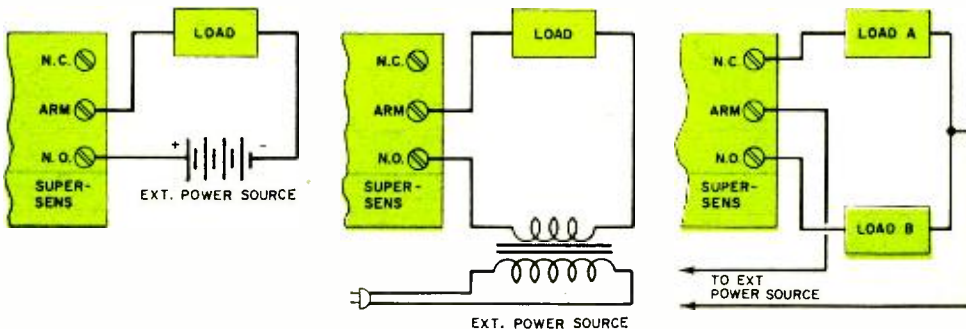 N.C.
ARM
N.O.
SUPER-
SENS
LOAD
+
-
EXT. POWER SOURCE
N.C.
ARM
N.O.
SUPER-
SENS
LOAD
EXT. POWER SOURCE
N.C.
ARM
N.O.
SUPER-
SENS
LOAD A
LOAD B
TO EXT
POWER SOURCE